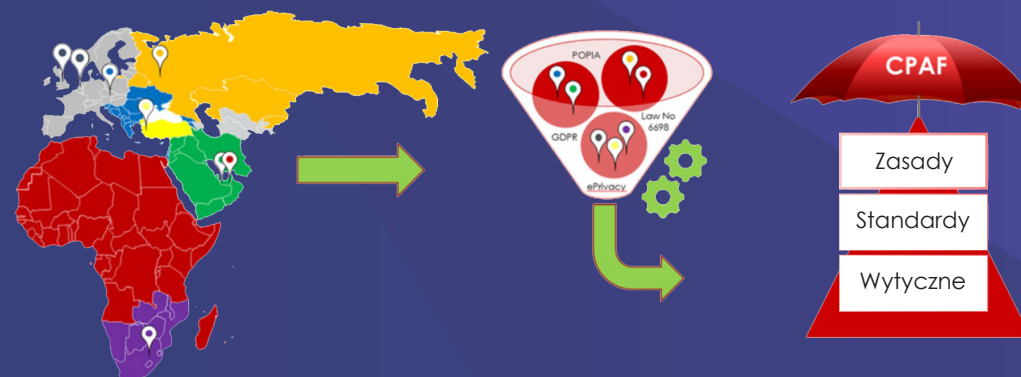 POPIA
GDPR
Law No
6698
ePrivacy
CPAF
Zasady
Standardy
Wytyczne